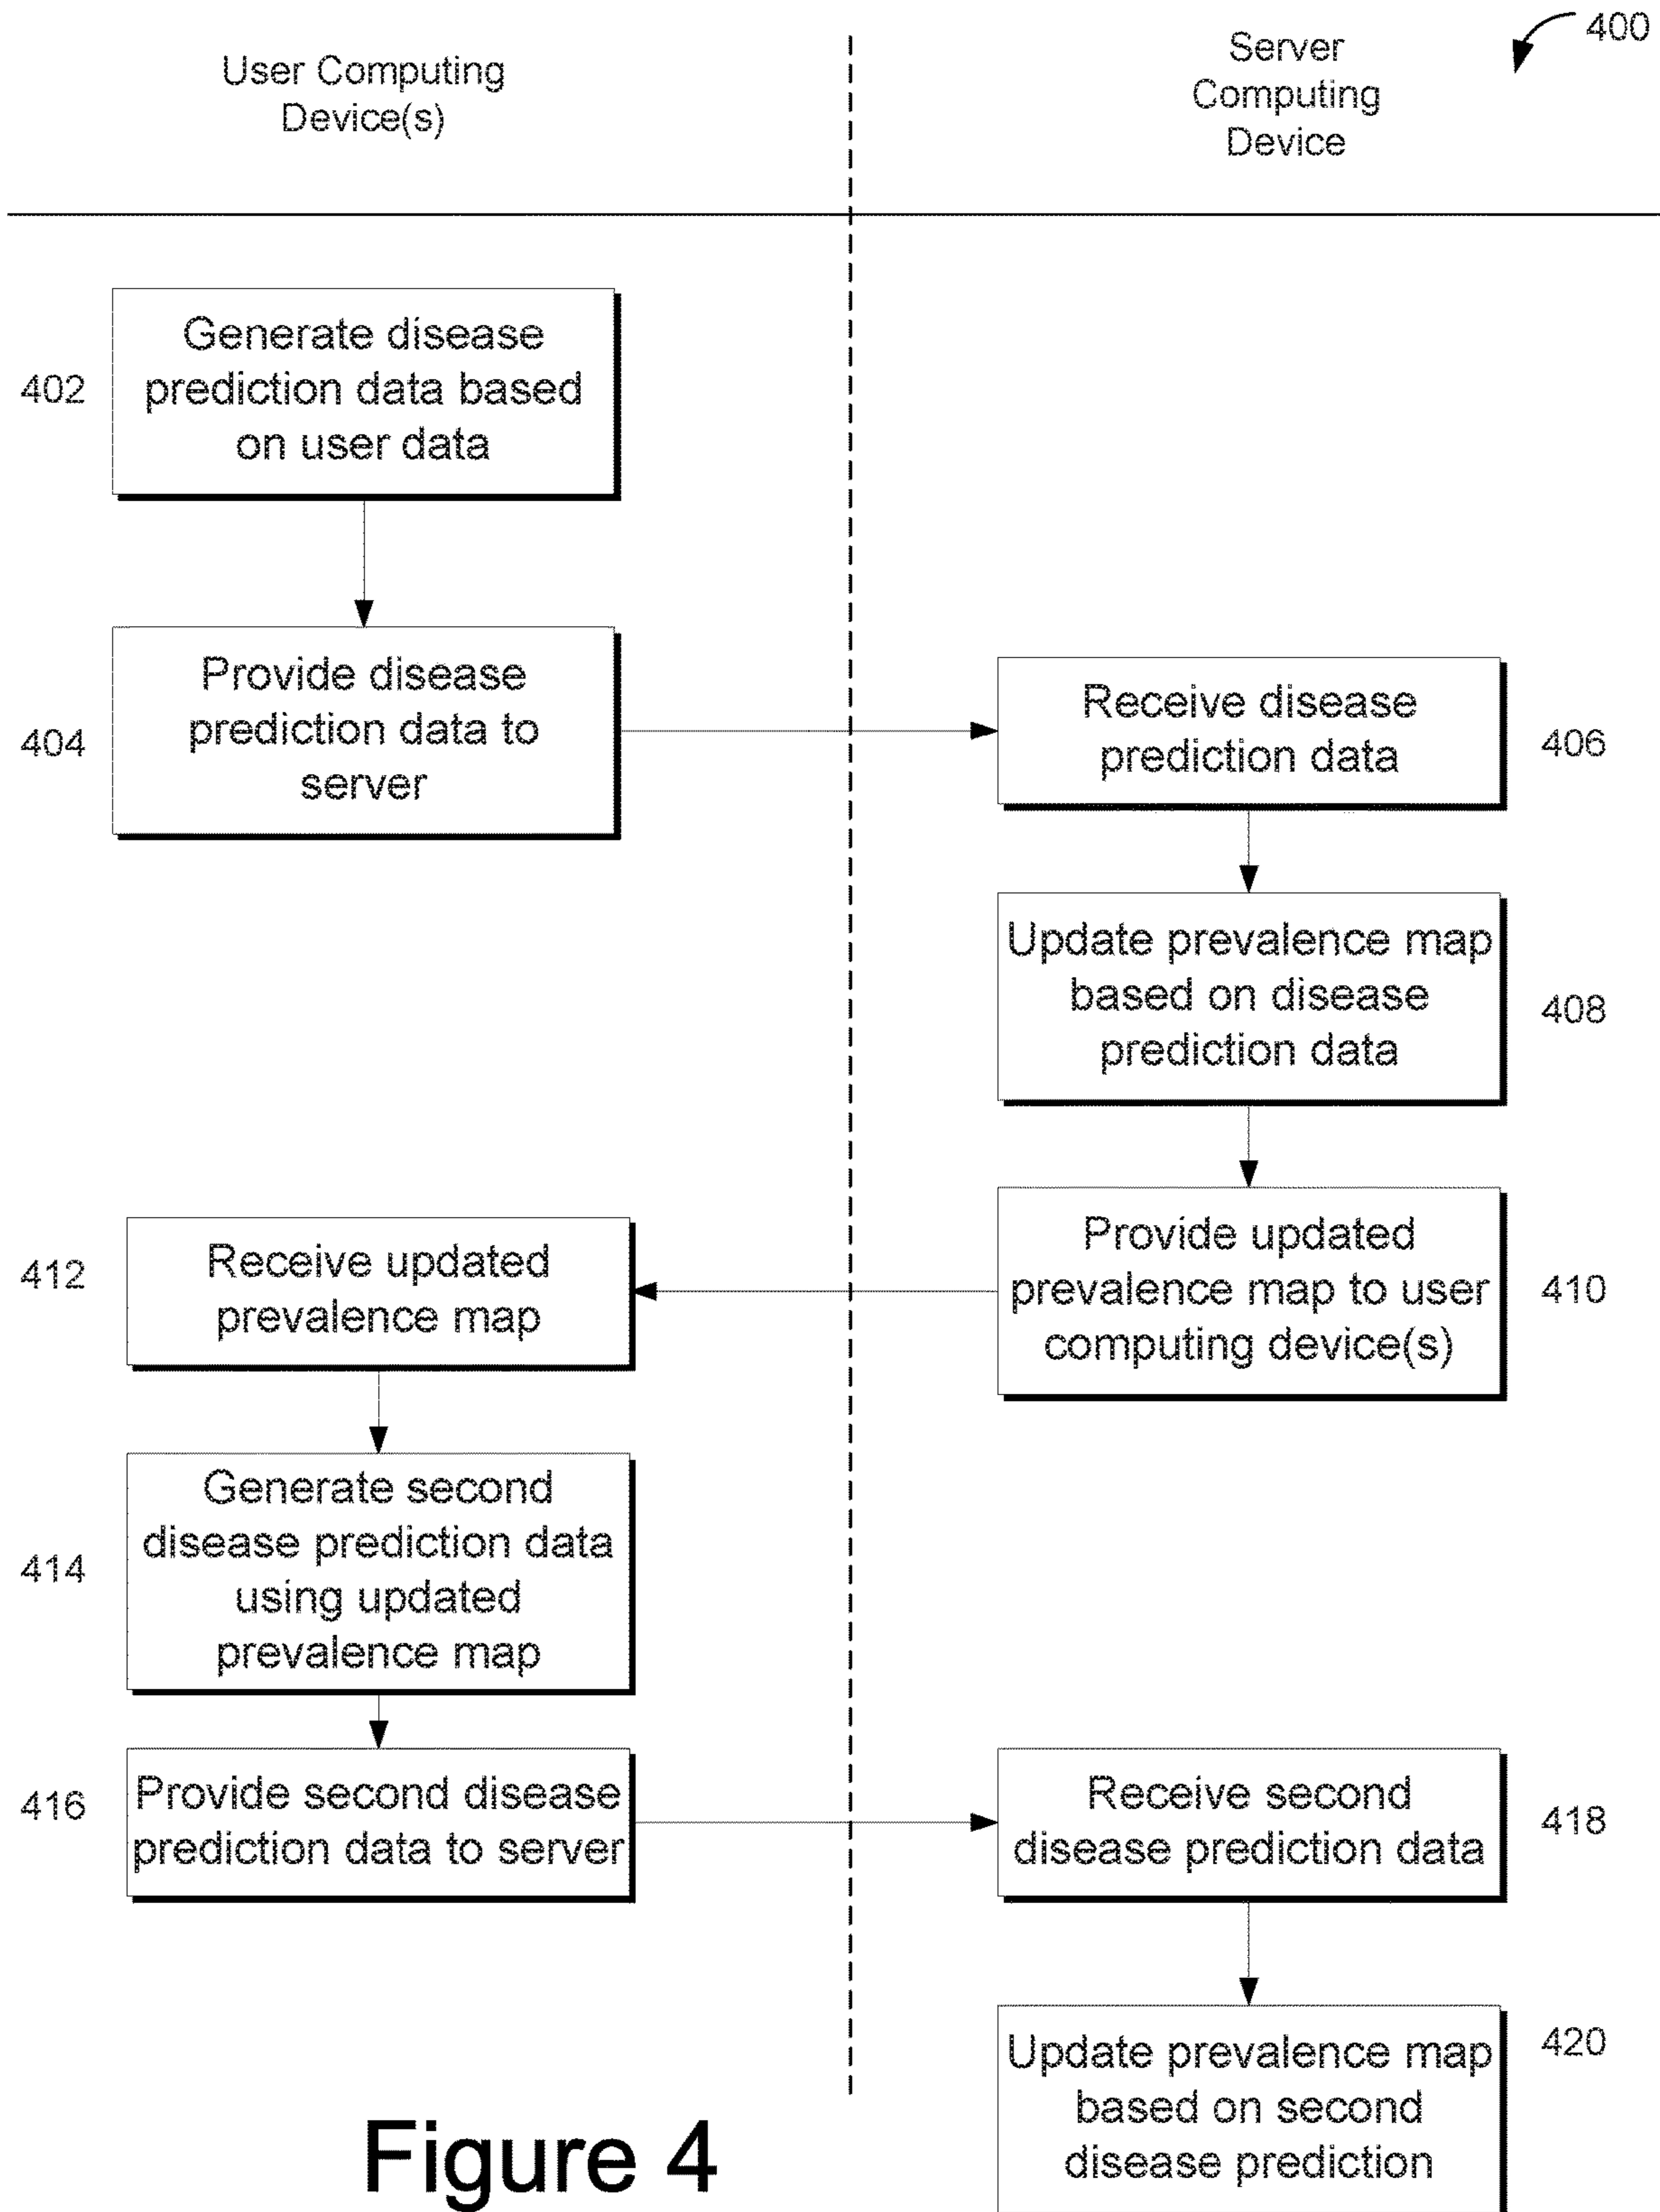 400
User Computing
Device(s)
Server
Computing
Device
402
Generate disease
prediction data based
on user data
404
Provide disease
prediction data to
server
Receive disease
prediction data
406
Update prevalence map
based on disease
prediction data
408
Provide updated
prevalence map to user
computing device(s)
410
412
Receive updated
prevalence map
414
Generate second
disease prediction data
using updated
prevalence map
416
Provide second disease
prediction data to server
Receive second
disease prediction data
418
Update prevalence map
based on second
disease prediction
420
Figure 4